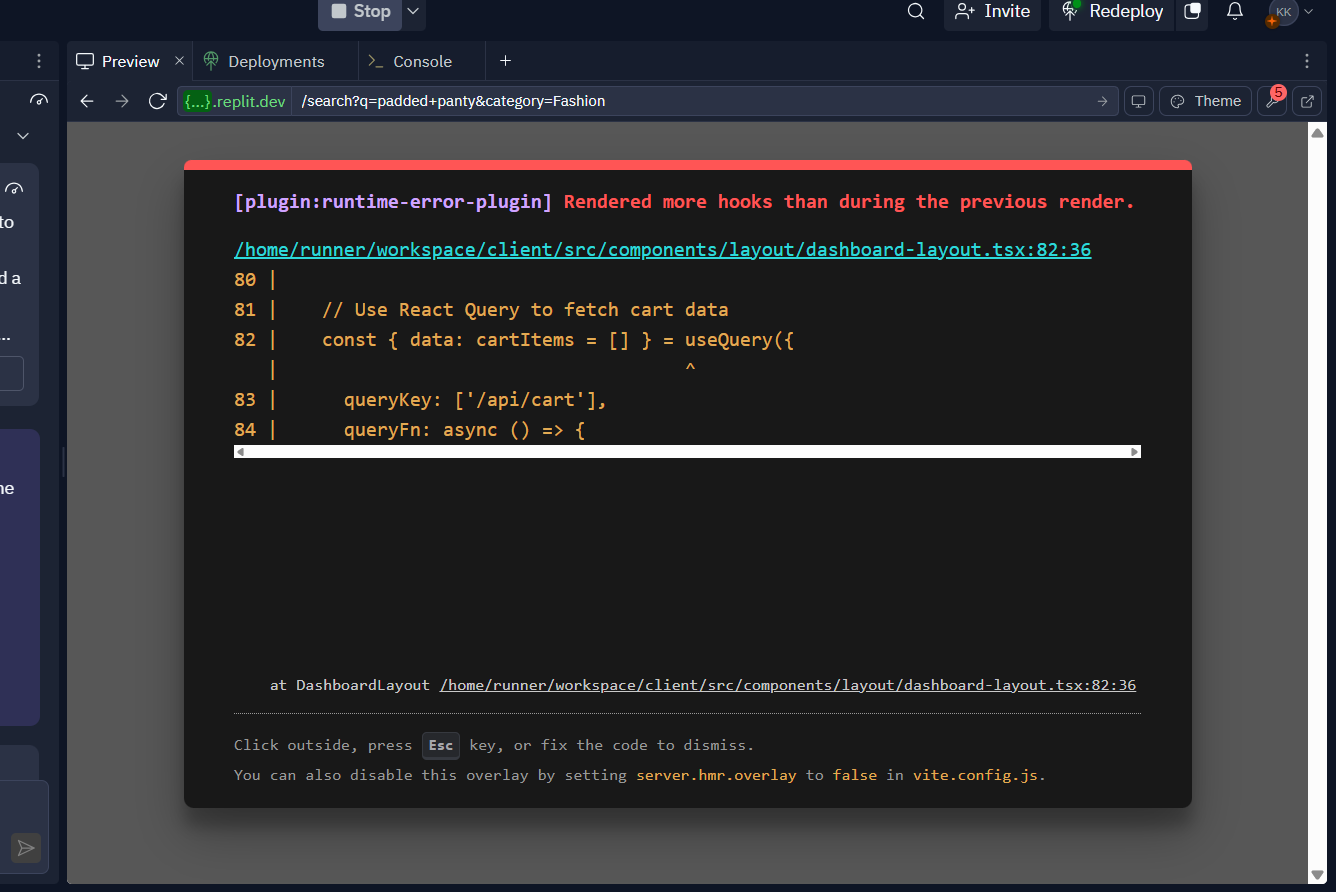 Stop
Invite
Redeploy
KK
Preview
Deployments
Console
{...}.replit.dev
/search?q=padded+panty&category=Fashion
Theme
5
to
d a
...
ne
[plugin:runtime-error-plugin] Rendered more hooks than during the previous render.
/home/runner/workspace/client/src/components/layout/dashboard-layout.tsx:82:36
80 |
81 |    // Use React Query to fetch cart data
82 |    const { data: cartItems = [] } = useQuery({
|                                     ^
83 |      queryKey: ['/api/cart'],
84 |      queryFn: async () => {
at DashboardLayout /home/runner/workspace/client/src/components/layout/dashboard-layout.tsx:82:36
Click outside, press Esc key, or fix the code to dismiss.
You can also disable this overlay by setting server.hmr.overlay to false in vite.config.js.